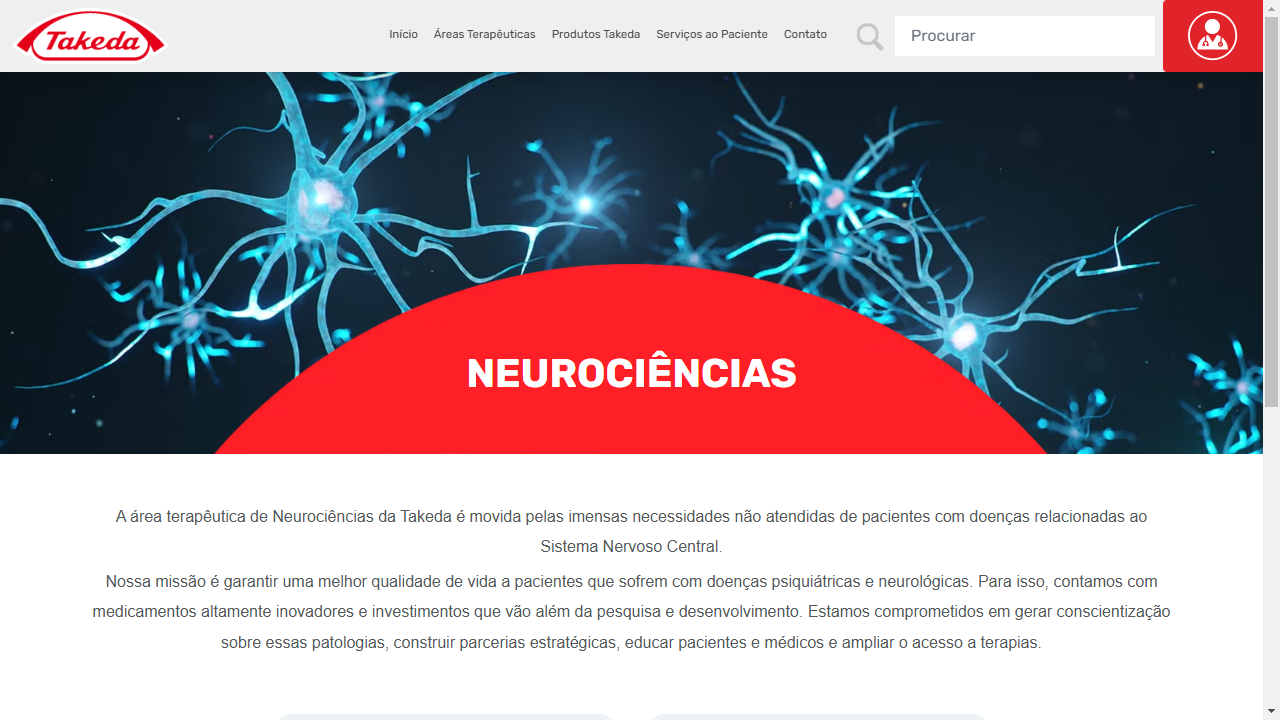 Takeda
Início Áreas Terapêuticas Produtos Takeda Serviços ao Paciente Contato Procurar
NEUROCIÊNCIAS
A área terapêutica de Neurociências da Takeda é movida pelas imensas necessidades não atendidas de pacientes com doenças relacionadas ao
Sistema Nervoso Central.
Nossa missão é garantir uma melhor qualidade de vida a pacientes que sofrem com doenças psiquiátricas e neurológicas. Para isso, contamos com
medicamentos altamente inovadores e investimentos que vão além da pesquisa e desenvolvimento. Estamos comprometidos em gerar conscientização
sobre essas patologias, construir parcerias estratégicas, educar pacientes e médicos e ampliar o acesso a terapias.